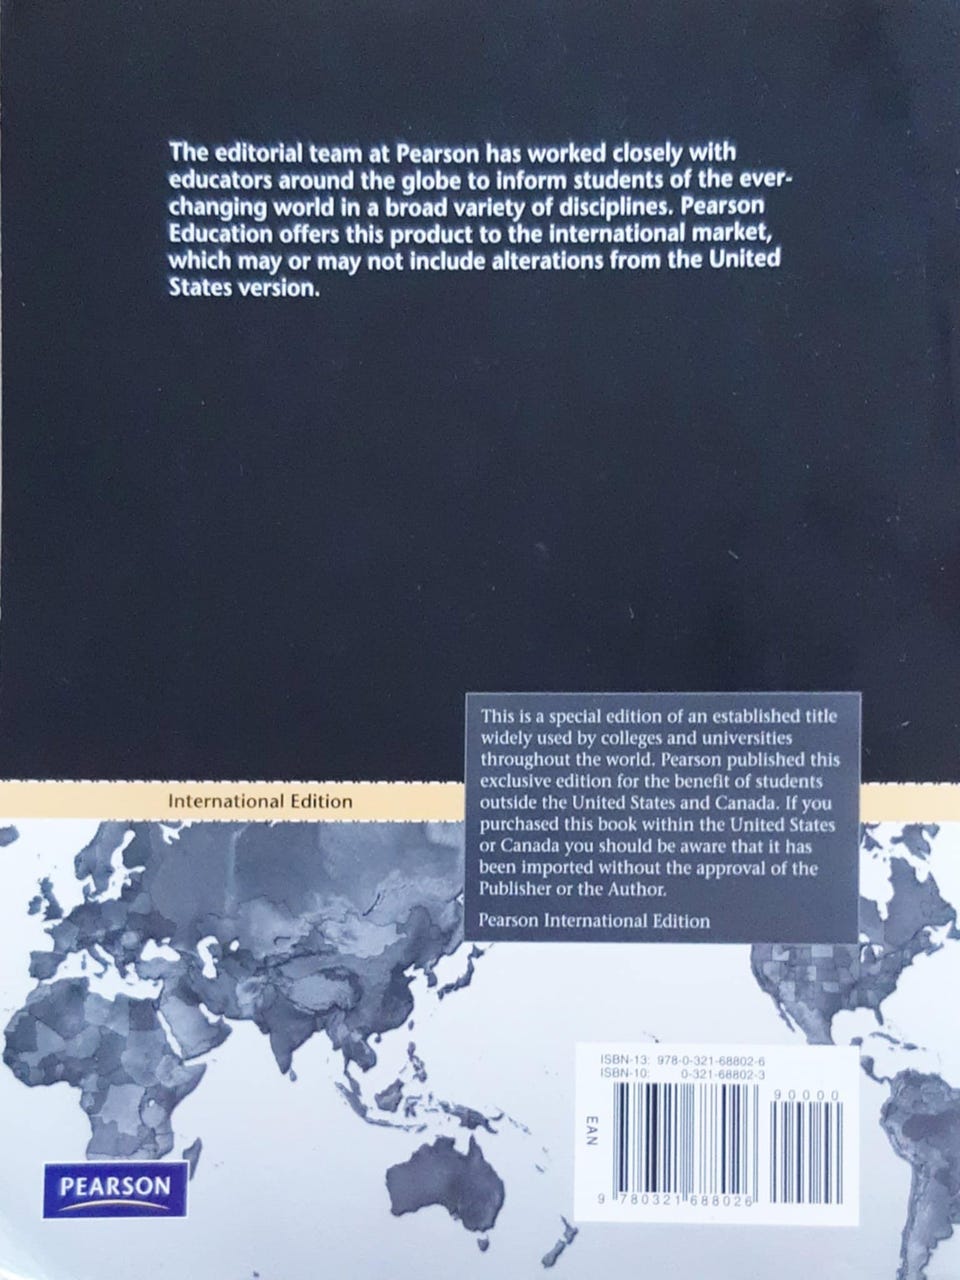 The editorial team at Pearson has worked closely with
educators around the globe to inform students of the ever-
changing world in a broad variety of disciplines. Pearson
Education offers this product to the international market,
which may or may not include alterations from the United
States version.
This is a special edition of an established title
widely used by colleges and universities
throughout the world. Pearson published this
exclusive edition for the benefit of students
outside the United States and Canada. If you
purchased this book within the United States
or Canada you should be aware that it has
been imported without the approval of the
Publisher or the Author.
Pearson International Edition
International Edition
ISBN-13: 978-0-321-68802-6
ISBN-10: 0-321-68802-3
90000
EAN
9 780321 688026
PEARSON